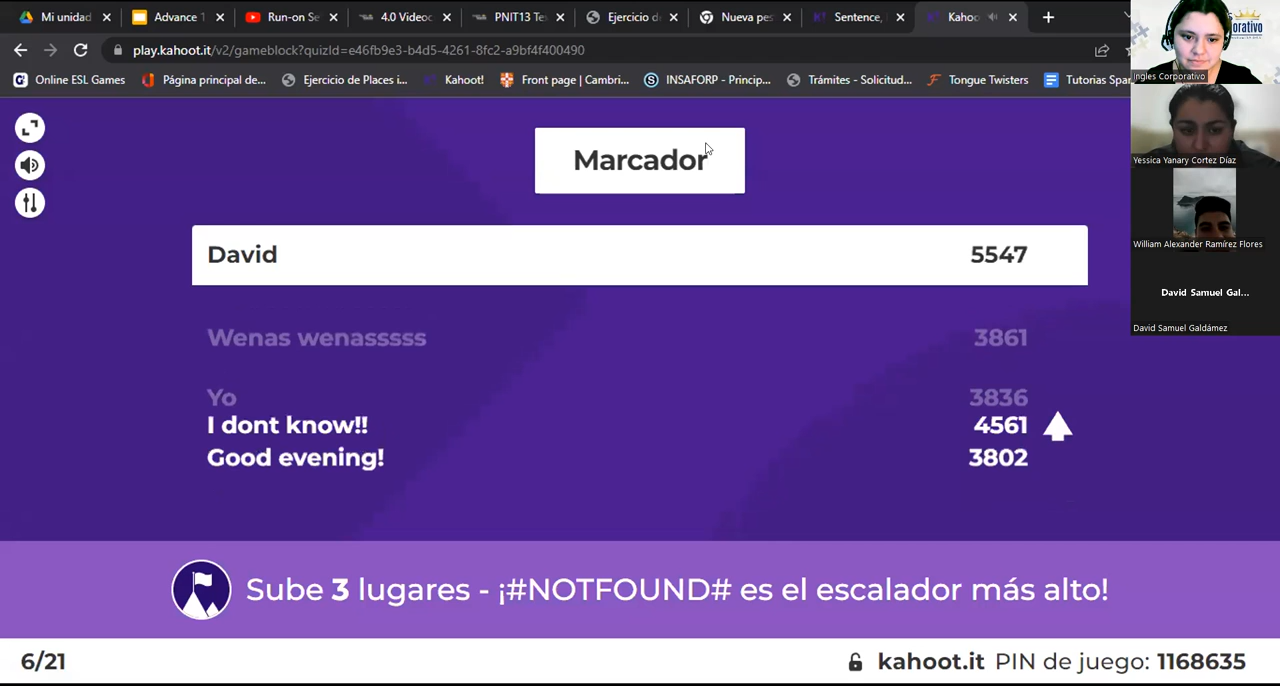 Mi unidad
Advance 1
Run-on Se
4.0 Videoc
PNIT13 Te
Ejercicio d
Nueva pes
Sentence,
Kahoo
play.kahoot.it/v2/gameblock?quizId=e46fb9e3-b4d5-4261-8fc2-a9bf4f400490
Online ESL Games
Página principal de...
Ejercicio de Places i...
Kahoot!
Front page | Cambri...
INSAFORP - Princip...
Trámites - Solicitud...
Tongue Twisters
Tutorias Spar
orativo
Ingles Corporativo
Yessica Yanary Cortez Díaz
William Alexander Ramírez Flores
David Samuel Gal...
David Samuel Galdámez
Marcador
David 5547
Wenas wenasssss 3861
Yo 3836
I dont know!! 4561
Good evening! 3802
Sube 3 lugares - ¡#NOTFOUND# es el escalador más alto!
6/21
kahoot.it PIN de juego: 1168635